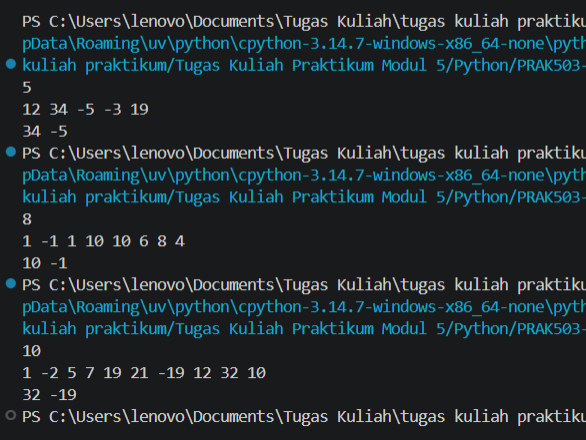 PS C:\Users\lenovo\Documents\Tugas Kuliah\tugas kuliah praktiku
pData\Roaming\uv\python\cpython-3.14.7-windows-x86_64-none\pyth
kuliah praktikum/Tugas Kuliah Praktikum Modul 5/Python/PRAK503-
5
12 34 -5 -3 19
34 -5
PS C:\Users\lenovo\Documents\Tugas Kuliah\tugas kuliah praktiku
pData\Roaming\uv\python\cpython-3.14.7-windows-x86_64-none\pyth
kuliah praktikum/Tugas Kuliah Praktikum Modul 5/Python/PRAK503-
8
1 -1 1 10 10 6 8 4
10 -1
PS C:\Users\lenovo\Documents\Tugas Kuliah\tugas kuliah praktiku
pData\Roaming\uv\python\cpython-3.14.7-windows-x86_64-none\pyth
kuliah praktikum/Tugas Kuliah Praktikum Modul 5/Python/PRAK503-
10
1 -2 5 7 19 21 -19 12 32 10
32 -19
PS C:\Users\lenovo\Documents\Tugas Kuliah\tugas kuliah praktiku